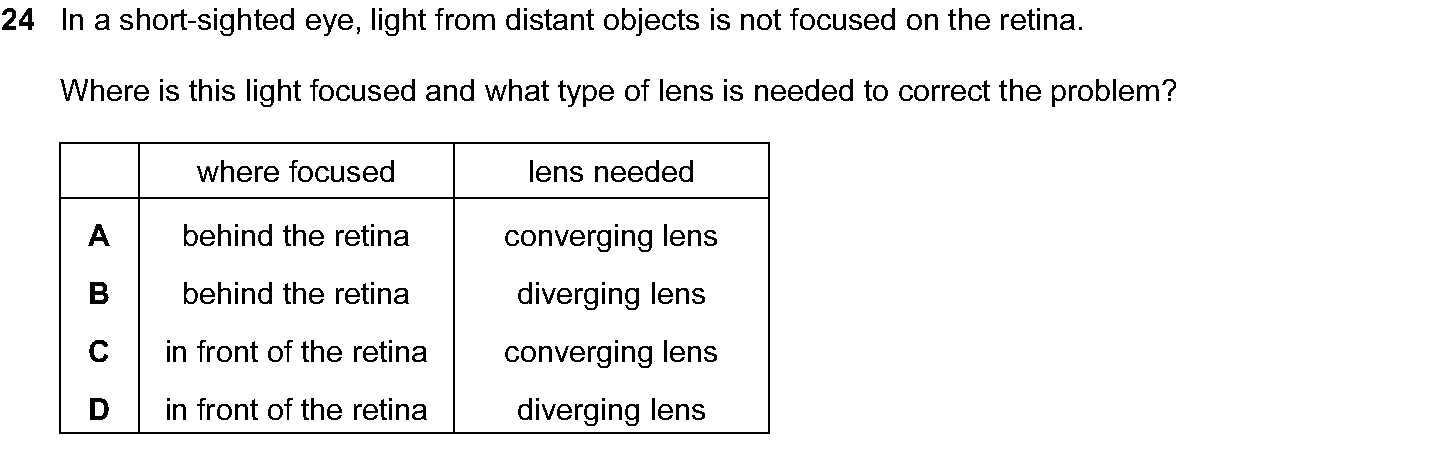 24 In a short-sighted eye, light from distant objects is not focused on the retina.
Where is this light focused and what type of lens is needed to correct the problem?
where focused lens needed
A behind the retina converging lens
B behind the retina diverging lens
C in front of the retina converging lens
D in front of the retina diverging lens